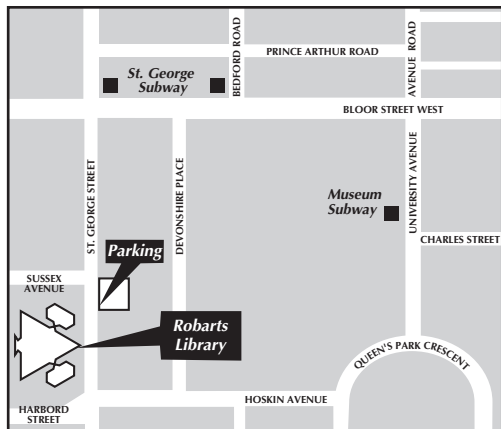 PRINCE ARTHUR ROAD
BEDFORD ROAD
AVENUE ROAD
St. George
Subway
BLOOR STREET WEST
ST. GEORGE STREET
DEVONSHIRE PLACE
Museum
Subway
UNIVERSITY AVENUE
CHARLES STREET
Parking
SUSSEX
AVENUE
Robarts
Library
QUEEN'S PARK CRESCENT
HOSKIN AVENUE
HARBORD
STREET